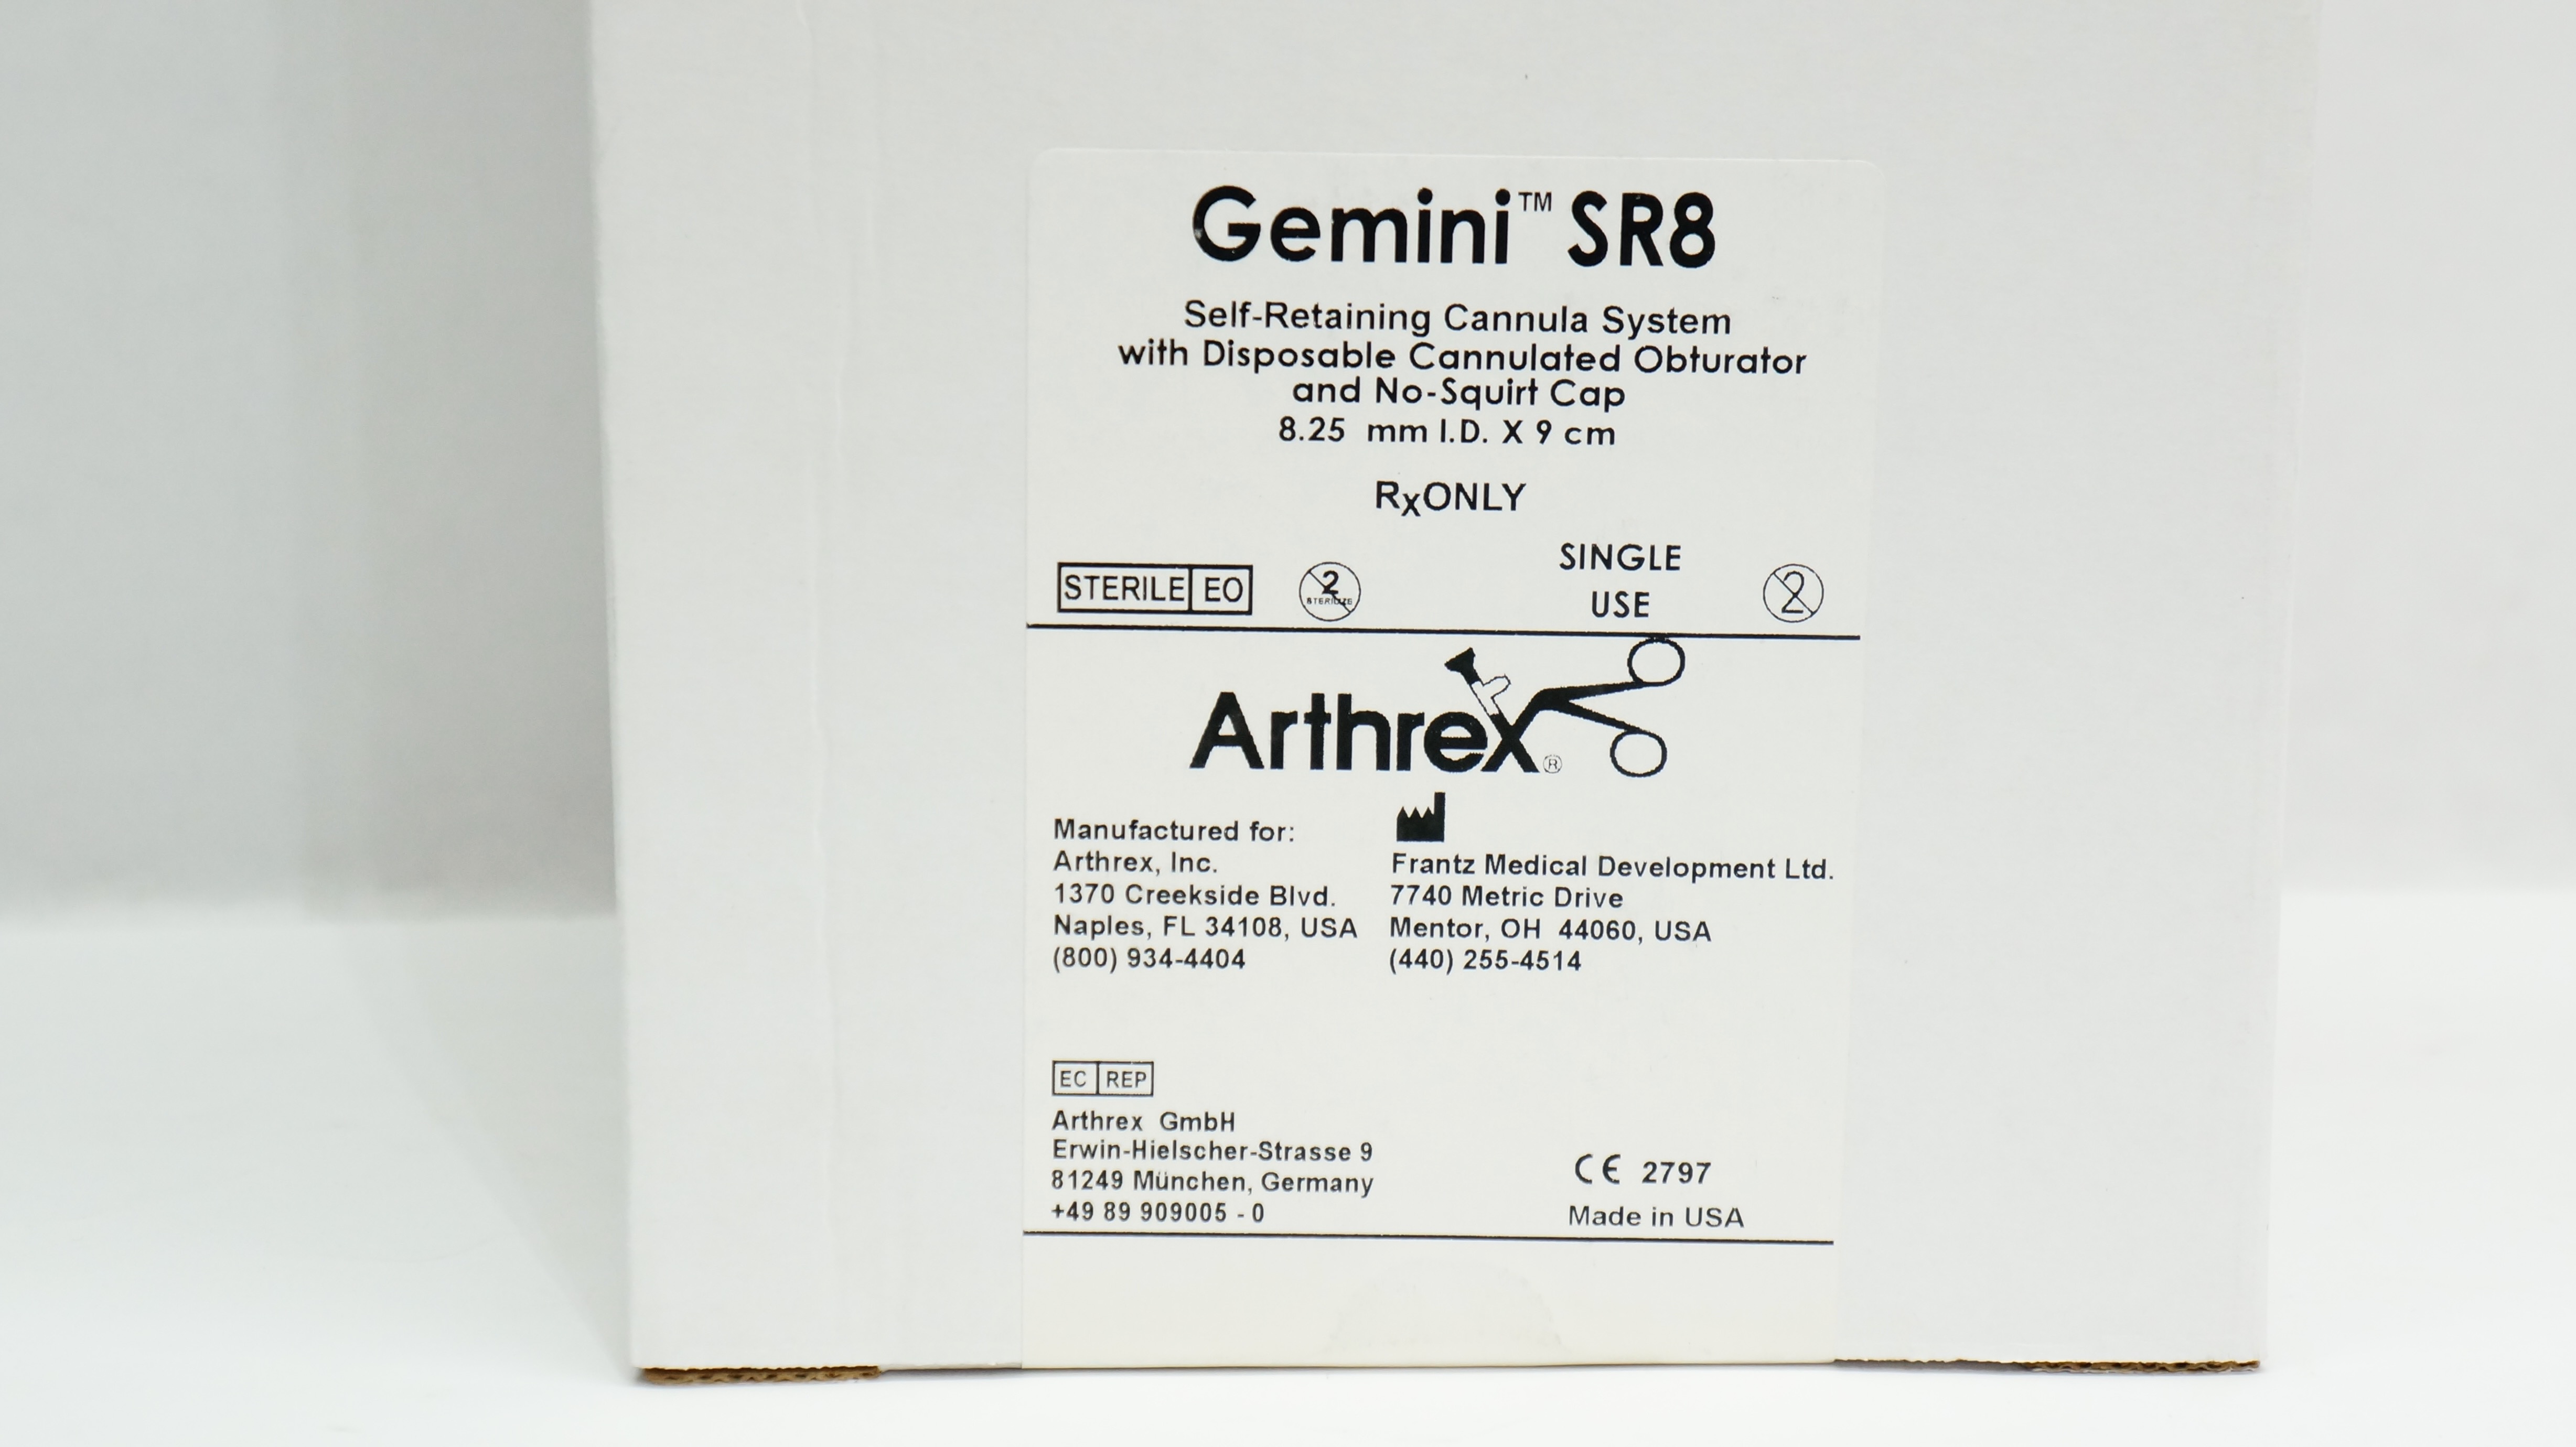 Gemini™ SR8
Self-Retaining Cannula System
with Disposable Cannulated Obturator
and No-Squirt Cap
8.25 mm I.D. X 9 cm
RxONLY
SINGLE
USE
STERILE EO
2
STERILIZE
2
Arthrex®
Manufactured for:
Arthrex, Inc.
1370 Creekside Blvd.
Naples, FL 34108, USA
(800) 934-4404
Frantz Medical Development Ltd.
7740 Metric Drive
Mentor, OH 44060, USA
(440) 255-4514
EC REP
Arthrex GmbH
Erwin-Hielscher-Strasse 9
81249 München, Germany
+49 89 909005 - 0
CE 2797
Made in USA